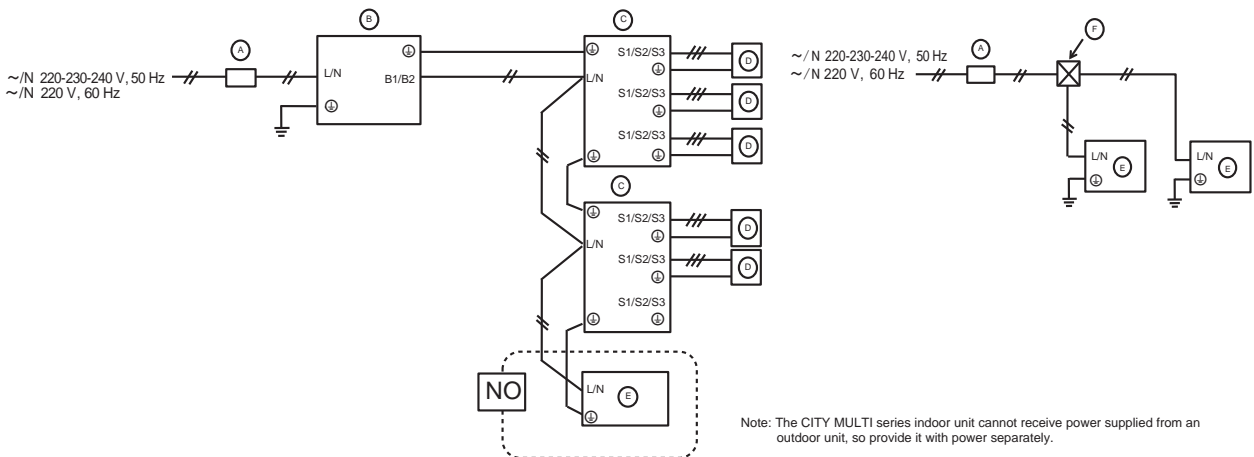 A
B
C
~/N 220-230-240 V, 50 Hz
~/N 220 V, 60 Hz
L/N
B1/B2
L/N
S1/S2/S3
D
S1/S2/S3
D
S1/S2/S3
D
C
L/N
S1/S2/S3
D
S1/S2/S3
D
S1/S2/S3
NO
L/N
E
F
A
~/N 220-230-240 V, 50 Hz
~/N 220 V, 60 Hz
L/N
E
L/N
E
Note: The CITY MULTI series indoor unit cannot receive power supplied from an
outdoor unit, so provide it with power separately.